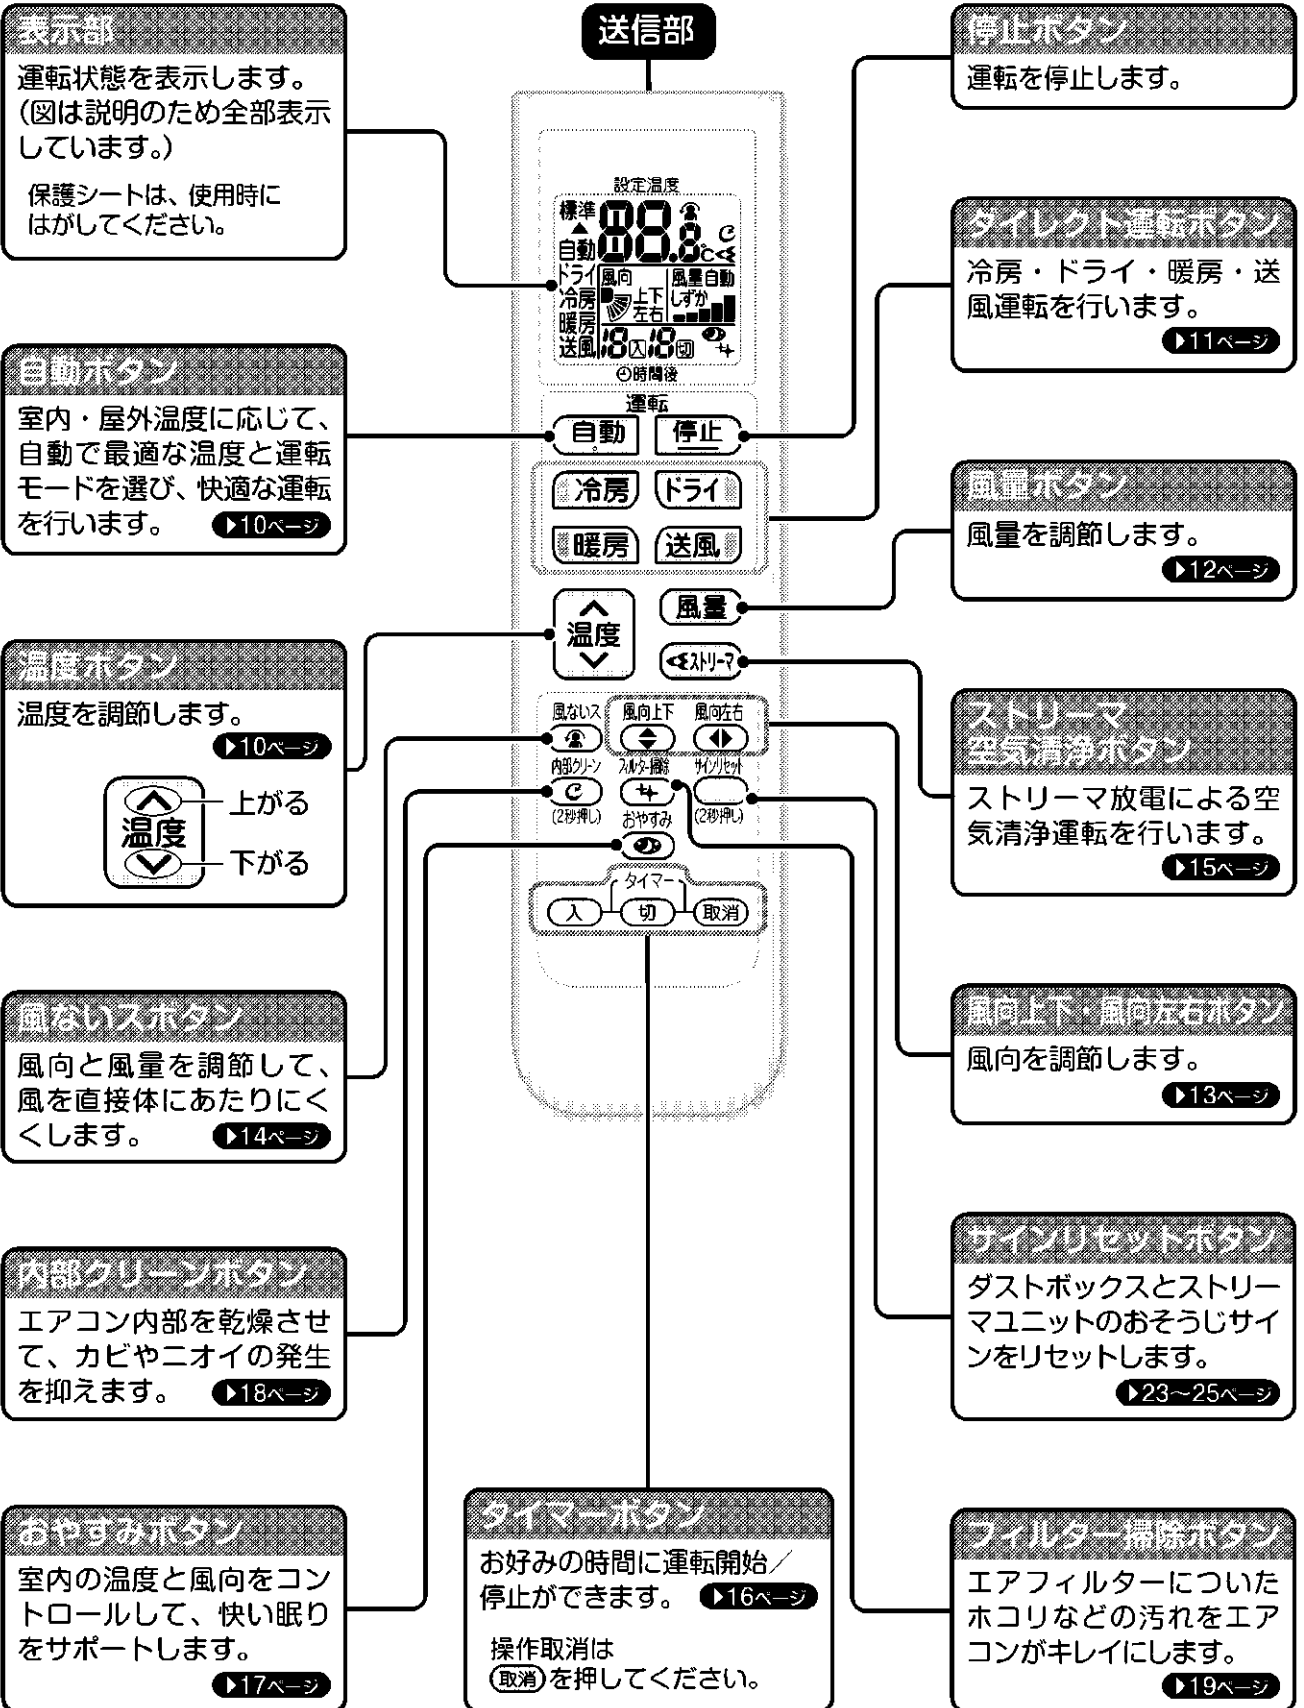 表示部
運転状態を表示します。
(図は説明のため全部表示
しています。)
保護シートは、使用時に
はがしてください。
自動ボタン
室内・屋外温度に応じて、
自動で最適な温度と運転
モードを選び、快適な運転
を行います。 ▶10ページ
温度ボタン
温度を調節します。
▶10ページ
上がる
温度
下がる
風ないスボタン
風向と風量を調節して、
風を直接体にあたりにく
くします。 ▶14ページ
内部クリーンボタン
エアコン内部を乾燥させ
て、カビやニオイの発生
を抑えます。 ▶18ページ
おやすみボタン
室内の温度と風向をコン
トロールして、快い眠り
をサポートします。
▶17ページ
送信部
設定温度
標準 88.8℃
▲
自動
ドライ 風向 風量自動
冷房 上下 しずか
暖房 左右
送風 18入18切
時間後
運転
自動 停止
冷房 ドライ
暖房 送風
温度 風量
ストリーマ
風ないス 風向上下 風向左右
内部クリーン フィルター掃除 サインリセット
(2秒押し) おやすみ (2秒押し)
タイマー
入 切 取消
タイマーボタン
お好みの時間に運転開始/
停止ができます。 ▶16ページ
操作取消は
取消を押してください。
停止ボタン
運転を停止します。
ダイレクト運転ボタン
冷房・ドライ・暖房・送
風運転を行います。
▶11ページ
風量ボタン
風量を調節します。
▶12ページ
ストリーマ
空気清浄ボタン
ストリーマ放電による空
気清浄運転を行います。
▶15ページ
風向上下・風向左右ボタン
風向を調節します。
▶13ページ
サインリセットボタン
ダストボックスとストリー
マユニットのおそうじサイ
ンをリセットします。
▶23~25ページ
フィルター掃除ボタン
エアフィルターについた
ホコリなどの汚れをエア
コンがキレイにします。
▶19ページ